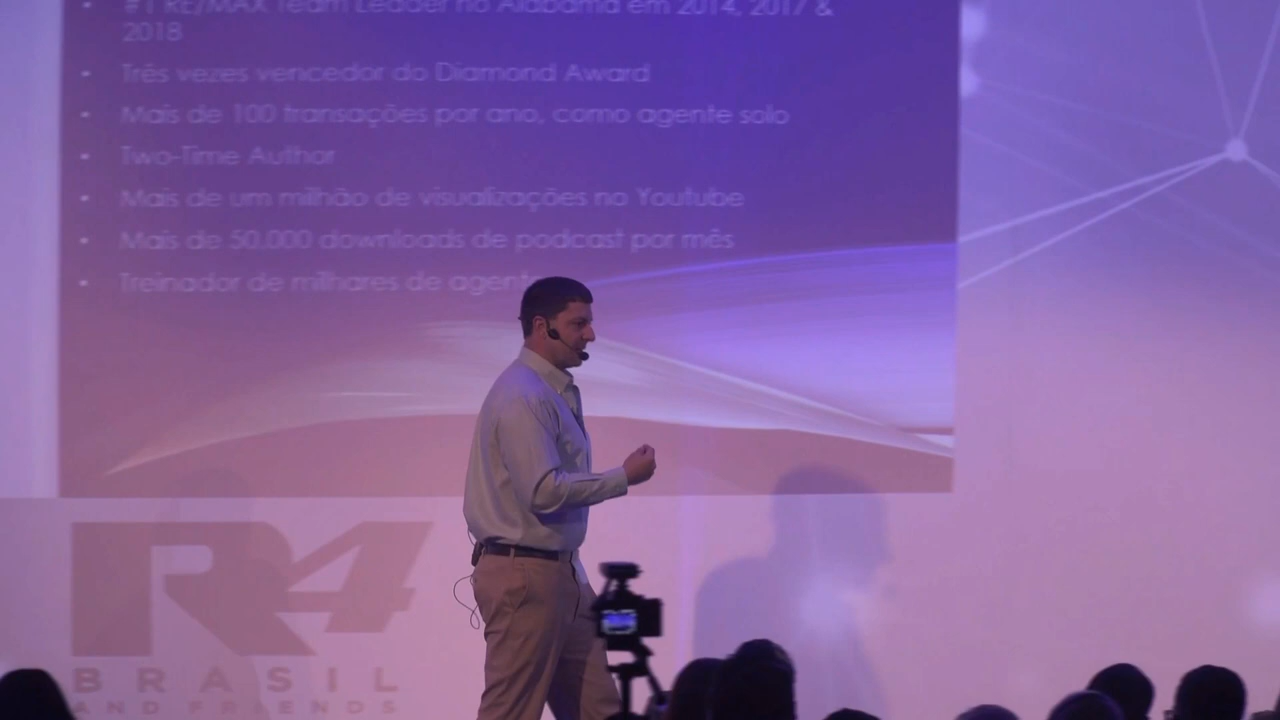 #1 RE/MAX Team Leader no Alabama em 2014, 2017 &
2018
Três vezes vencedor do Diamond Award
Mais de 100 transações por ano, como agente solo
Two-Time Author
Mais de um milhão de visualizações no Youtube
Mais de 50.000 downloads de podcast por mês
Treinador de milhares de agente
R4
BRASIL
AND FRIENDS